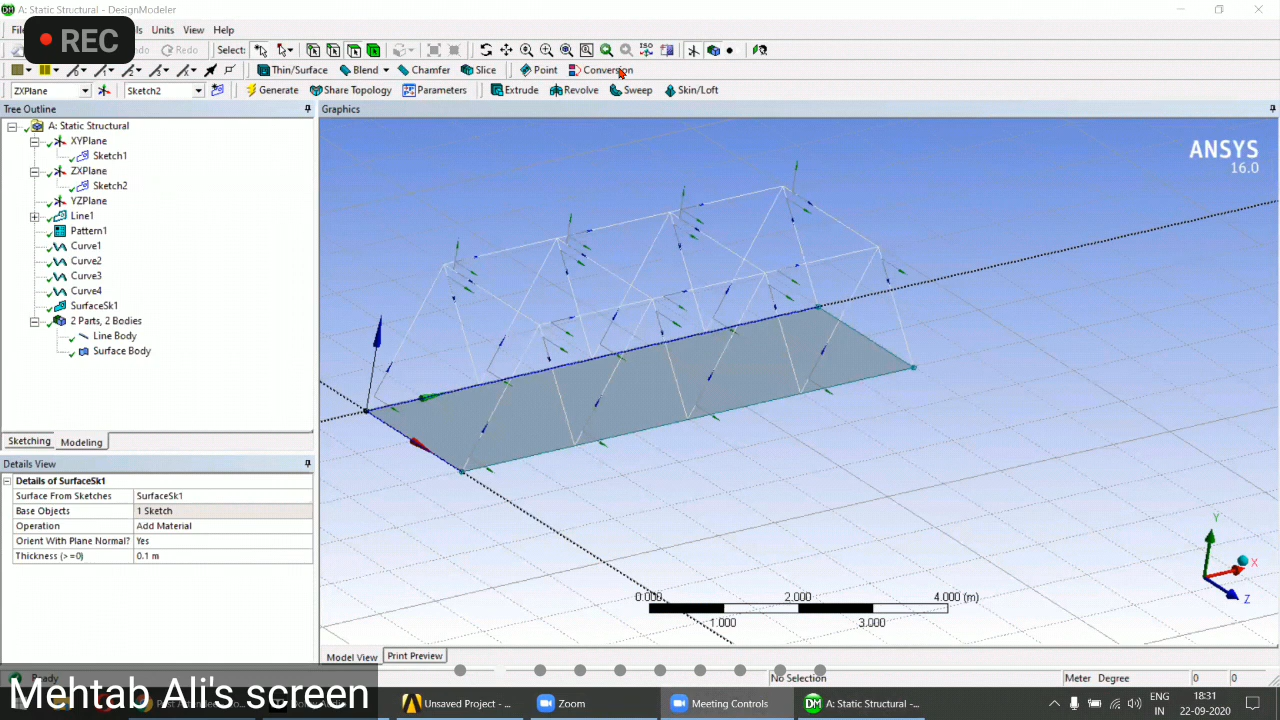 A: Static Structural - DesignModeler
Units View Help
REC
Redo Select:
Thin/Surface Blend Chamfer Slice Point Conversion
ZXPlane Sketch2 Generate Share Topology Parameters Extrude Revolve Sweep Skin/Loft
Tree Outline
Graphics
A: Static Structural
XYPlane
Sketch1
ZXPlane
Sketch2
YZPlane
Line1
Pattern1
Curve1
Curve2
Curve3
Curve4
SurfaceSk1
2 Parts, 2 Bodies
Line Body
Surface Body
ANSYS
16.0
Sketching Modeling
Details View
Details of SurfaceSk1
Surface From Sketches SurfaceSk1
Base Objects 1 Sketch
Operation Add Material
Orient With Plane Normal? Yes
Thickness (>=0) 0.1 m
Y
X
Z
0.000 2.000 4.000 (m)
1.000 3.000
Model View Print Preview
Ready
No Selection Meter Degree 0 0
Mehtab Ali's screen
Unsaved Project - ... Zoom Meeting Controls A: Static Structural -...
ENG
IN
18:31
22-09-2020